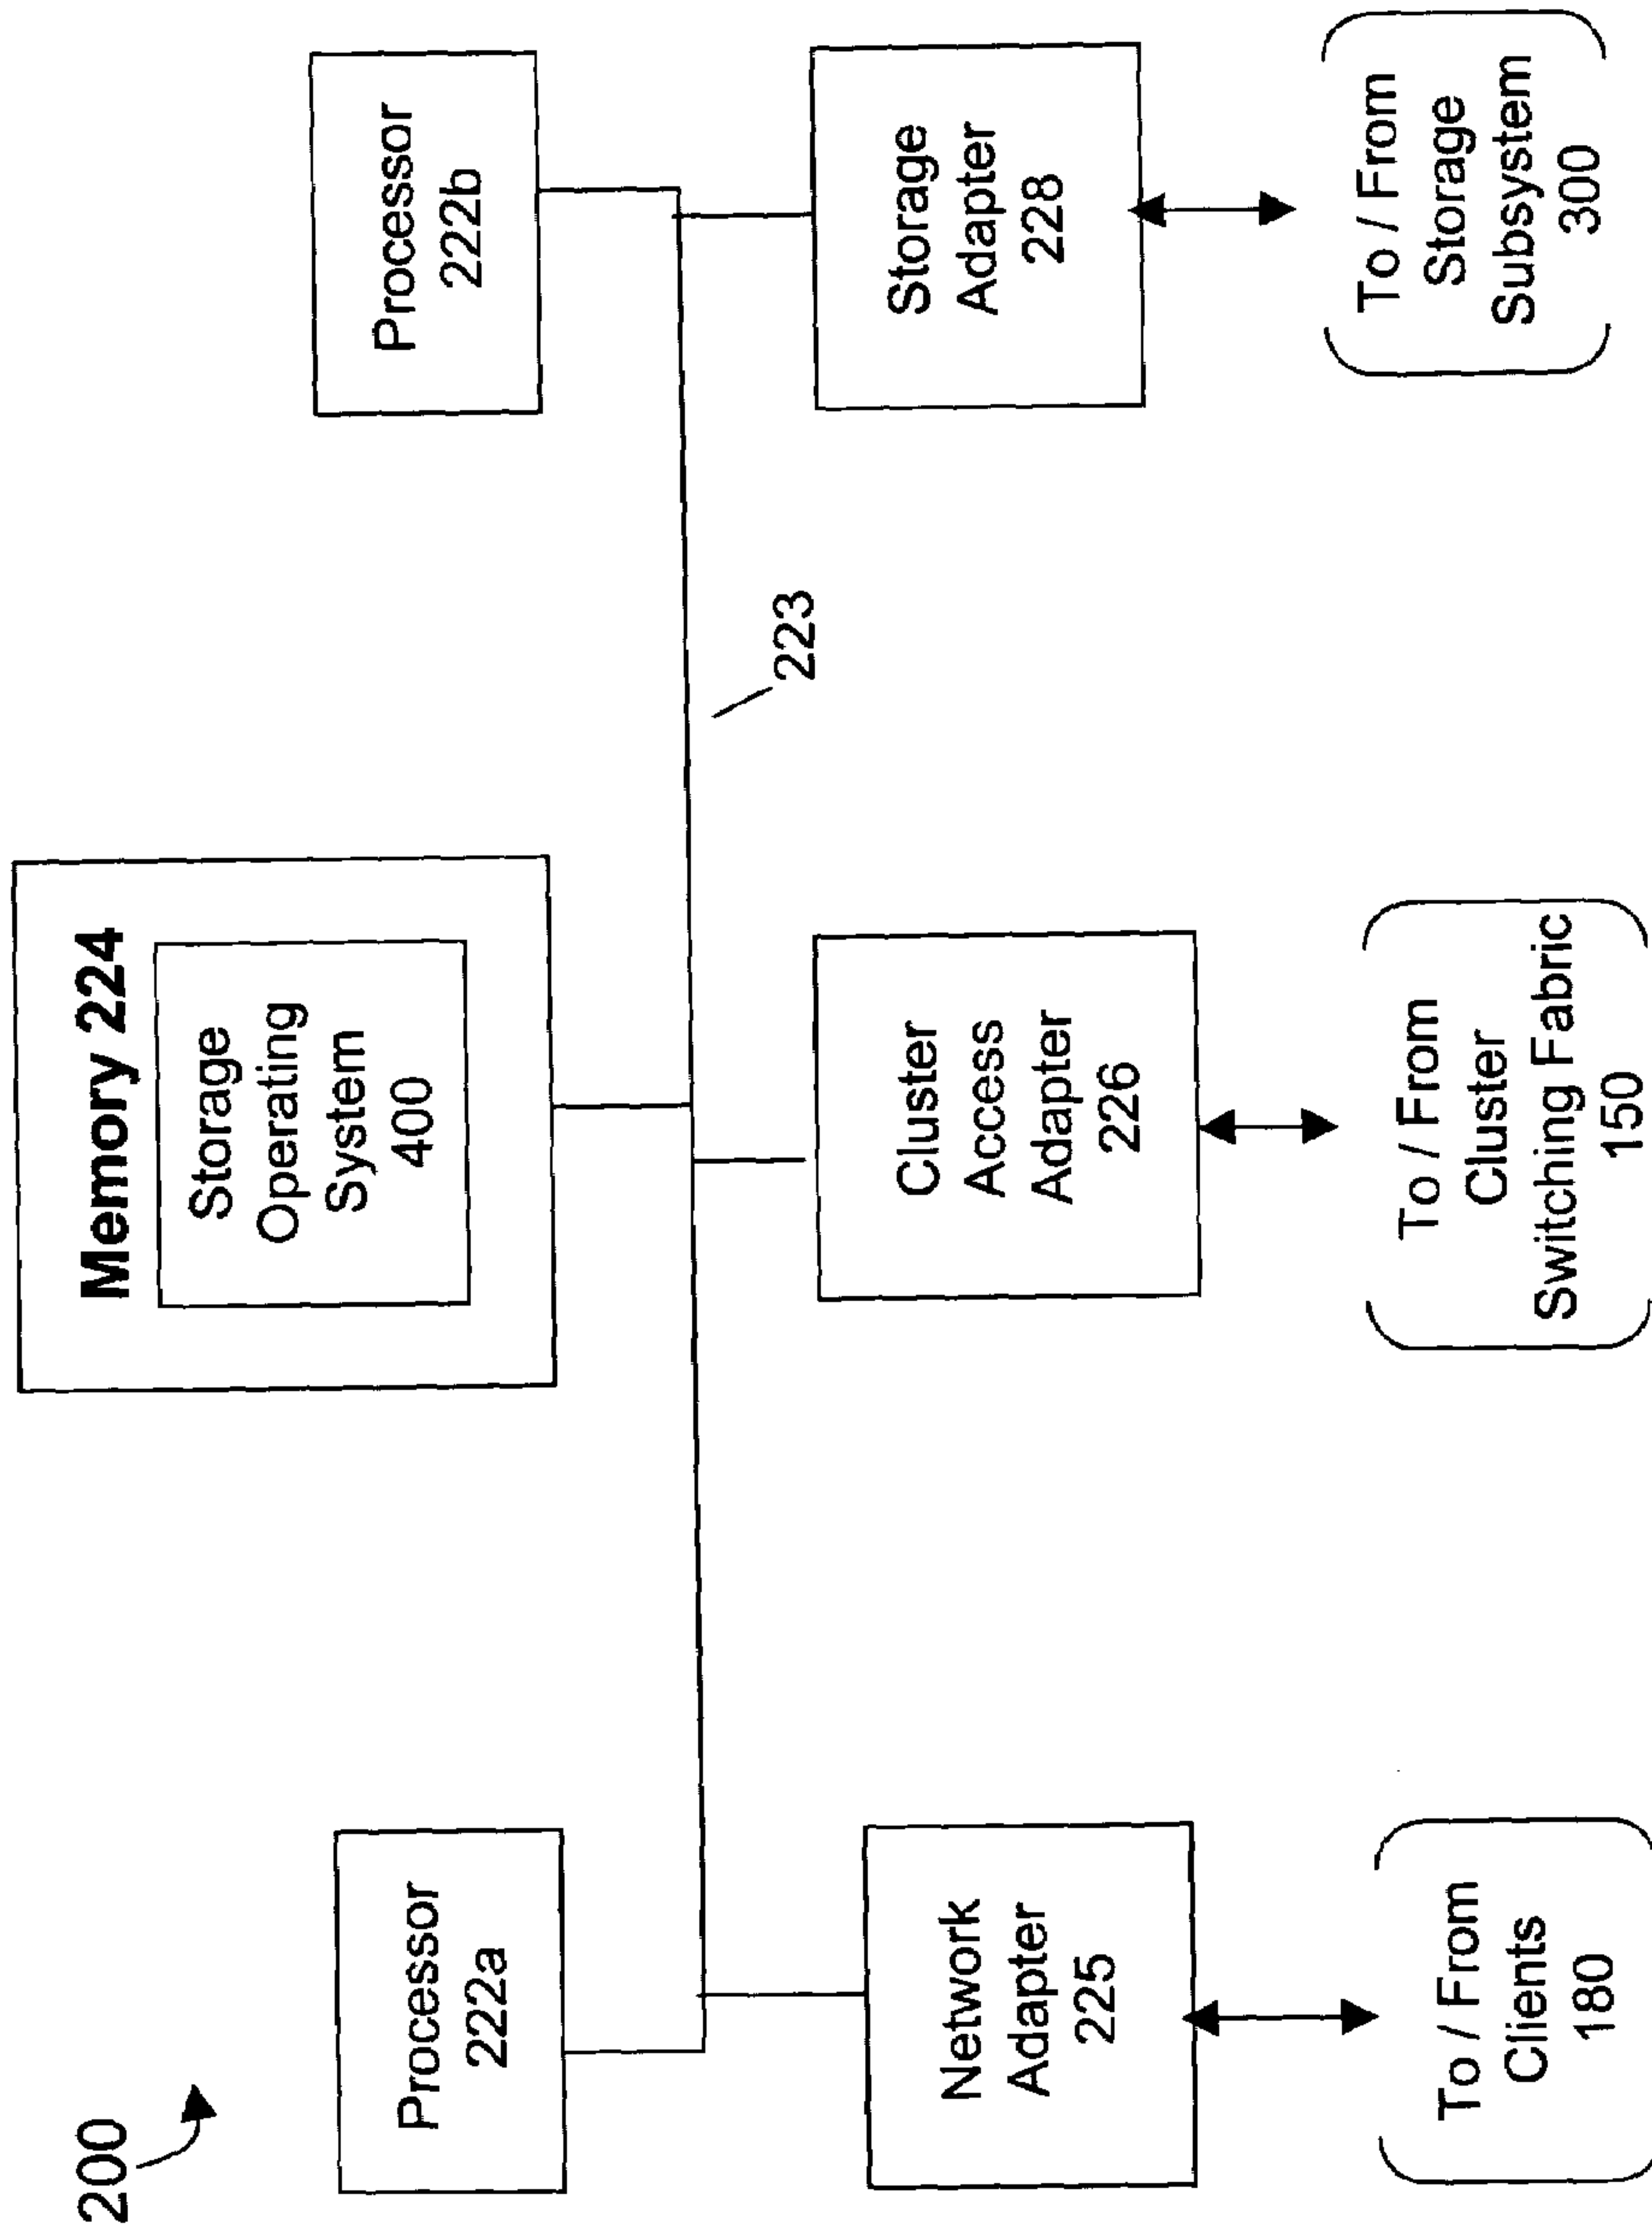 200
Memory 224
Storage
Operating
System
400
Processor
222a
Processor
222b
223
Network
Adapter
225
Cluster
Access
Adapter
226
Storage
Adapter
228
To / From
Clients
180
To / From
Cluster
Switching Fabric
150
To / From
Storage
Subsystem
300